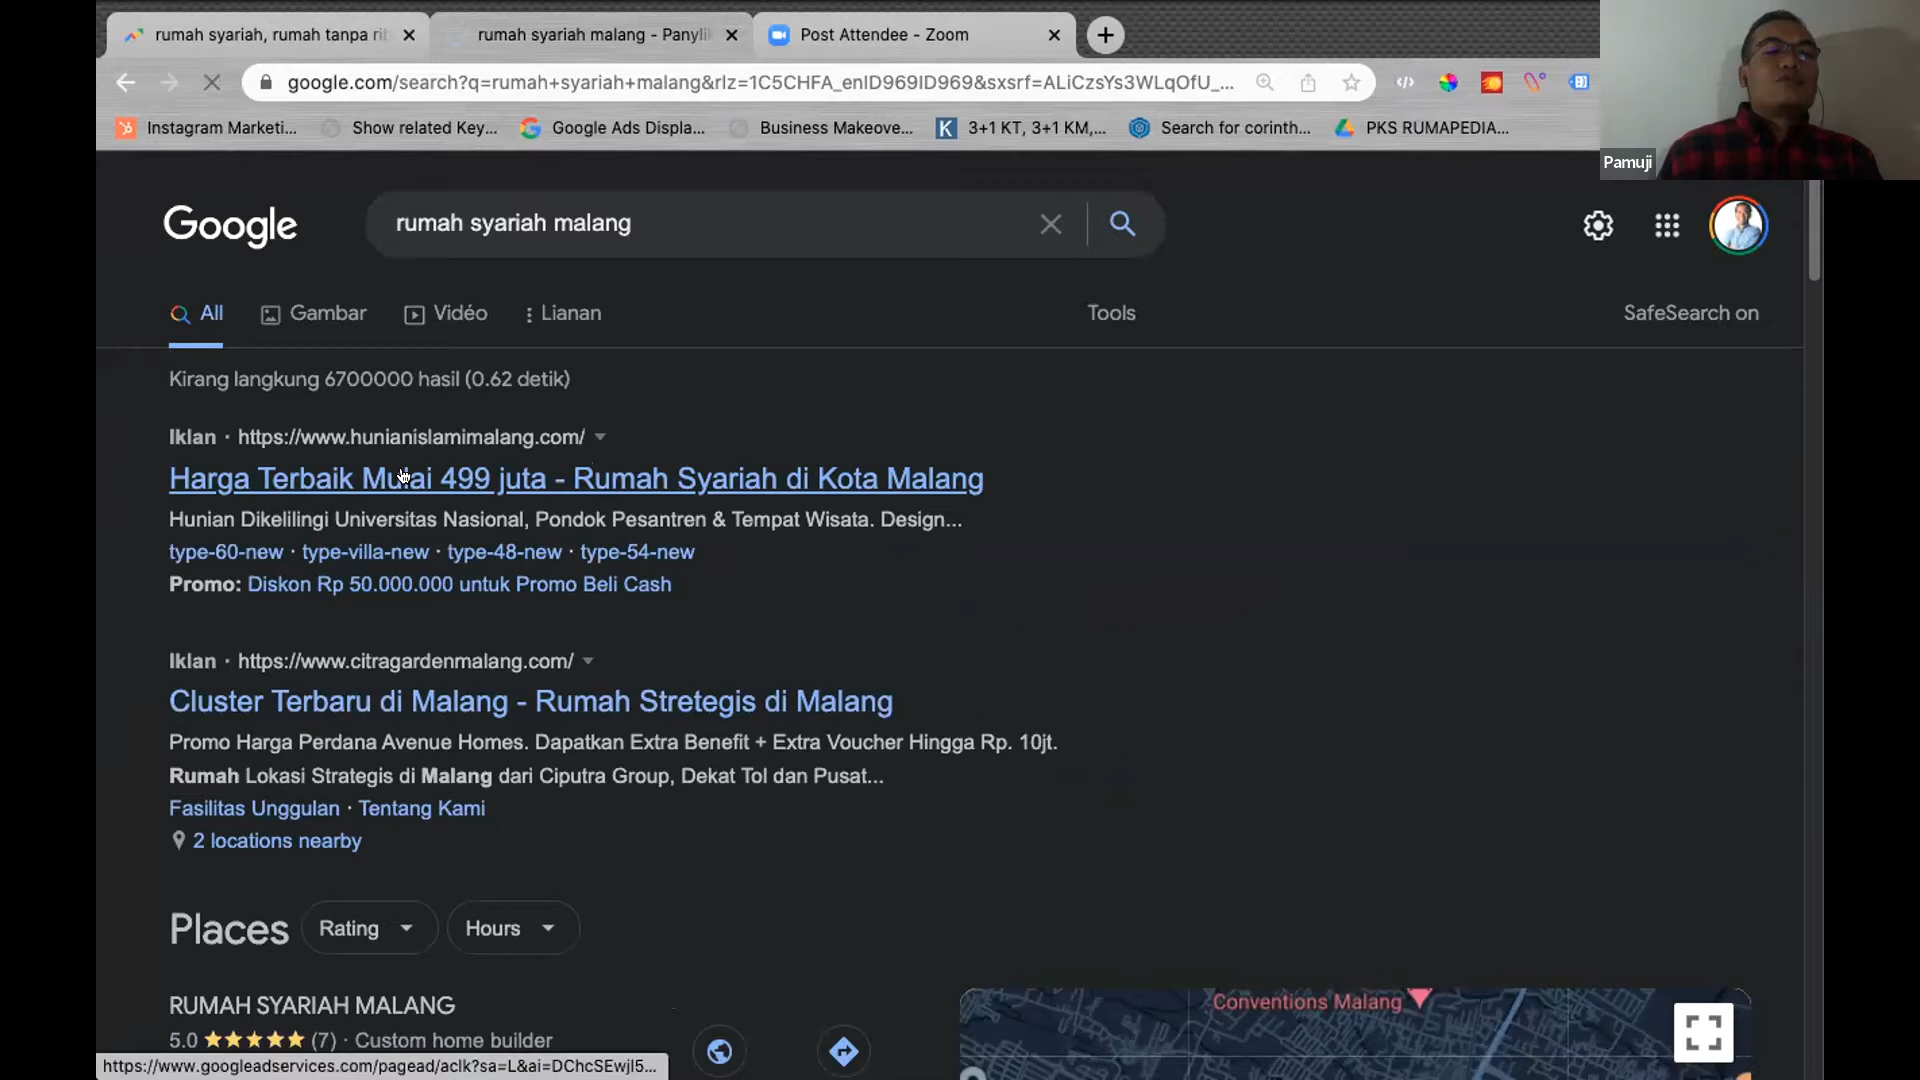 rumah syariah, rumah tanpa rib
rumah syariah malang - Panylik
Post Attendee - Zoom
google.com/search?q=rumah+syariah+malang&rlz=1C5CHFA_enID969ID969&sxsrf=ALiCzsYs3WLqOfU_...
Instagram Marketi...
Show related Key...
Google Ads Displa...
Business Makeove...
3+1 KT, 3+1 KM,...
Search for corinth...
PKS RUMAPEDIA...
Pamuji
Google
rumah syariah malang
All
Gambar
Vidéo
Lianan
Tools
SafeSearch on
Kirang langkung 6700000 hasil (0.62 detik)
Iklan · https://www.hunianislamimalang.com/
Harga Terbaik Mulai 499 juta - Rumah Syariah di Kota Malang
Hunian Dikelilingi Universitas Nasional, Pondok Pesantren & Tempat Wisata. Design...
type-60-new · type-villa-new · type-48-new · type-54-new
Promo: Diskon Rp 50.000.000 untuk Promo Beli Cash
Iklan · https://www.citragardenmalang.com/
Cluster Terbaru di Malang - Rumah Stretegis di Malang
Promo Harga Perdana Avenue Homes. Dapatkan Extra Benefit + Extra Voucher Hingga Rp. 10jt.
Rumah Lokasi Strategis di Malang dari Ciputra Group, Dekat Tol dan Pusat...
Fasilitas Unggulan · Tentang Kami
2 locations nearby
Places
Rating
Hours
RUMAH SYARIAH MALANG
5.0 (7) · Custom home builder
Conventions Malang
https://www.googleadservices.com/pagead/aclk?sa=L&ai=DChcSEwjl5...